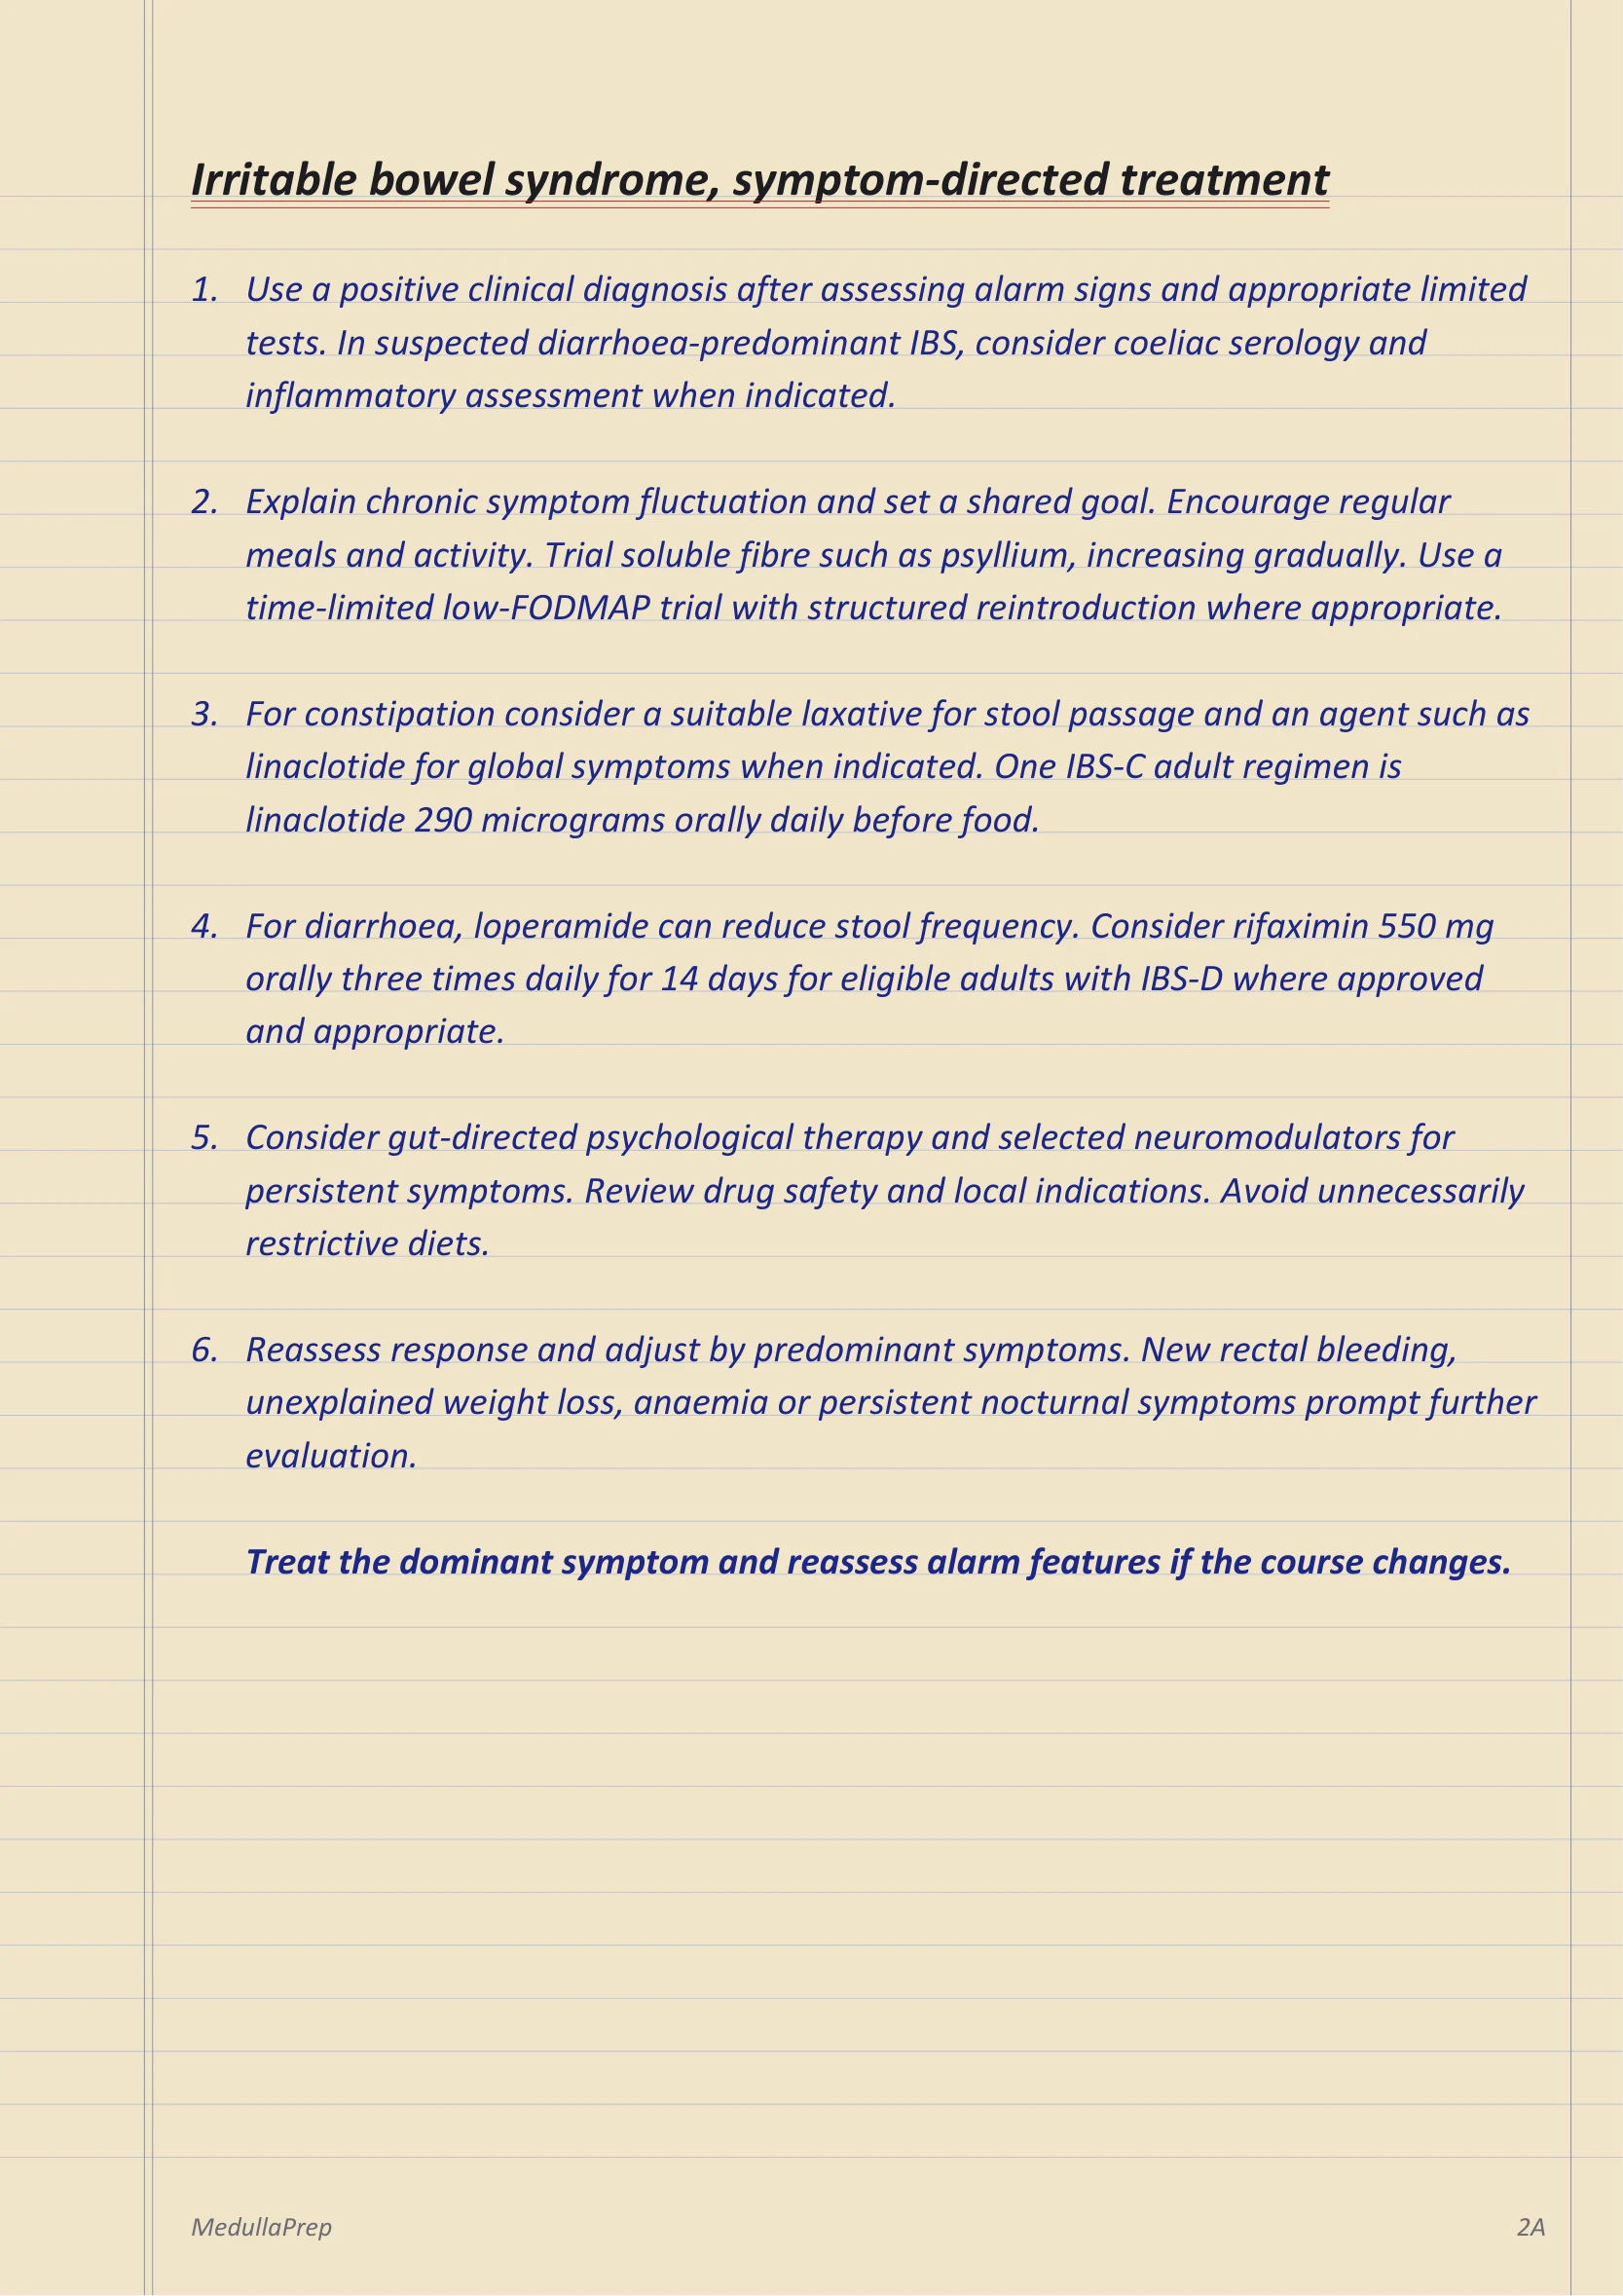 Irritable bowel syndrome, symptom-directed treatment
1. Use a positive clinical diagnosis after assessing alarm signs and appropriate limited
tests. In suspected diarrhoea-predominant IBS, consider coeliac serology and
inflammatory assessment when indicated.
2. Explain chronic symptom fluctuation and set a shared goal. Encourage regular
meals and activity. Trial soluble fibre such as psyllium, increasing gradually. Use a
time-limited low-FODMAP trial with structured reintroduction where appropriate.
3. For constipation consider a suitable laxative for stool passage and an agent such as
linaclotide for global symptoms when indicated. One IBS-C adult regimen is
linaclotide 290 micrograms orally daily before food.
4. For diarrhoea, loperamide can reduce stool frequency. Consider rifaximin 550 mg
orally three times daily for 14 days for eligible adults with IBS-D where approved
and appropriate.
5. Consider gut-directed psychological therapy and selected neuromodulators for
persistent symptoms. Review drug safety and local indications. Avoid unnecessarily
restrictive diets.
6. Reassess response and adjust by predominant symptoms. New rectal bleeding,
unexplained weight loss, anaemia or persistent nocturnal symptoms prompt further
evaluation.
Treat the dominant symptom and reassess alarm features if the course changes.
MedullaPrep
2A